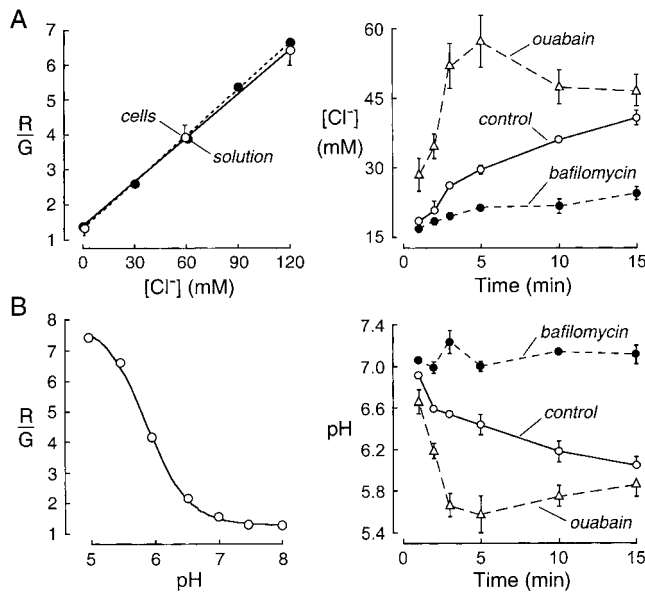 A
7
6
5
4
3
2
1
R
G
cells
solution
0
30
60
90
120
[Cl⁻] (mM)
60
45
30
15
[Cl⁻]
(mM)
ouabain
control
bafilomycin
0
5
10
15
Time (min)
B
8
7
6
5
4
3
2
1
R
G
5
6
7
8
pH
7.4
7.0
6.6
6.2
5.8
5.4
pH
bafilomycin
control
ouabain
0
5
10
15
Time (min)